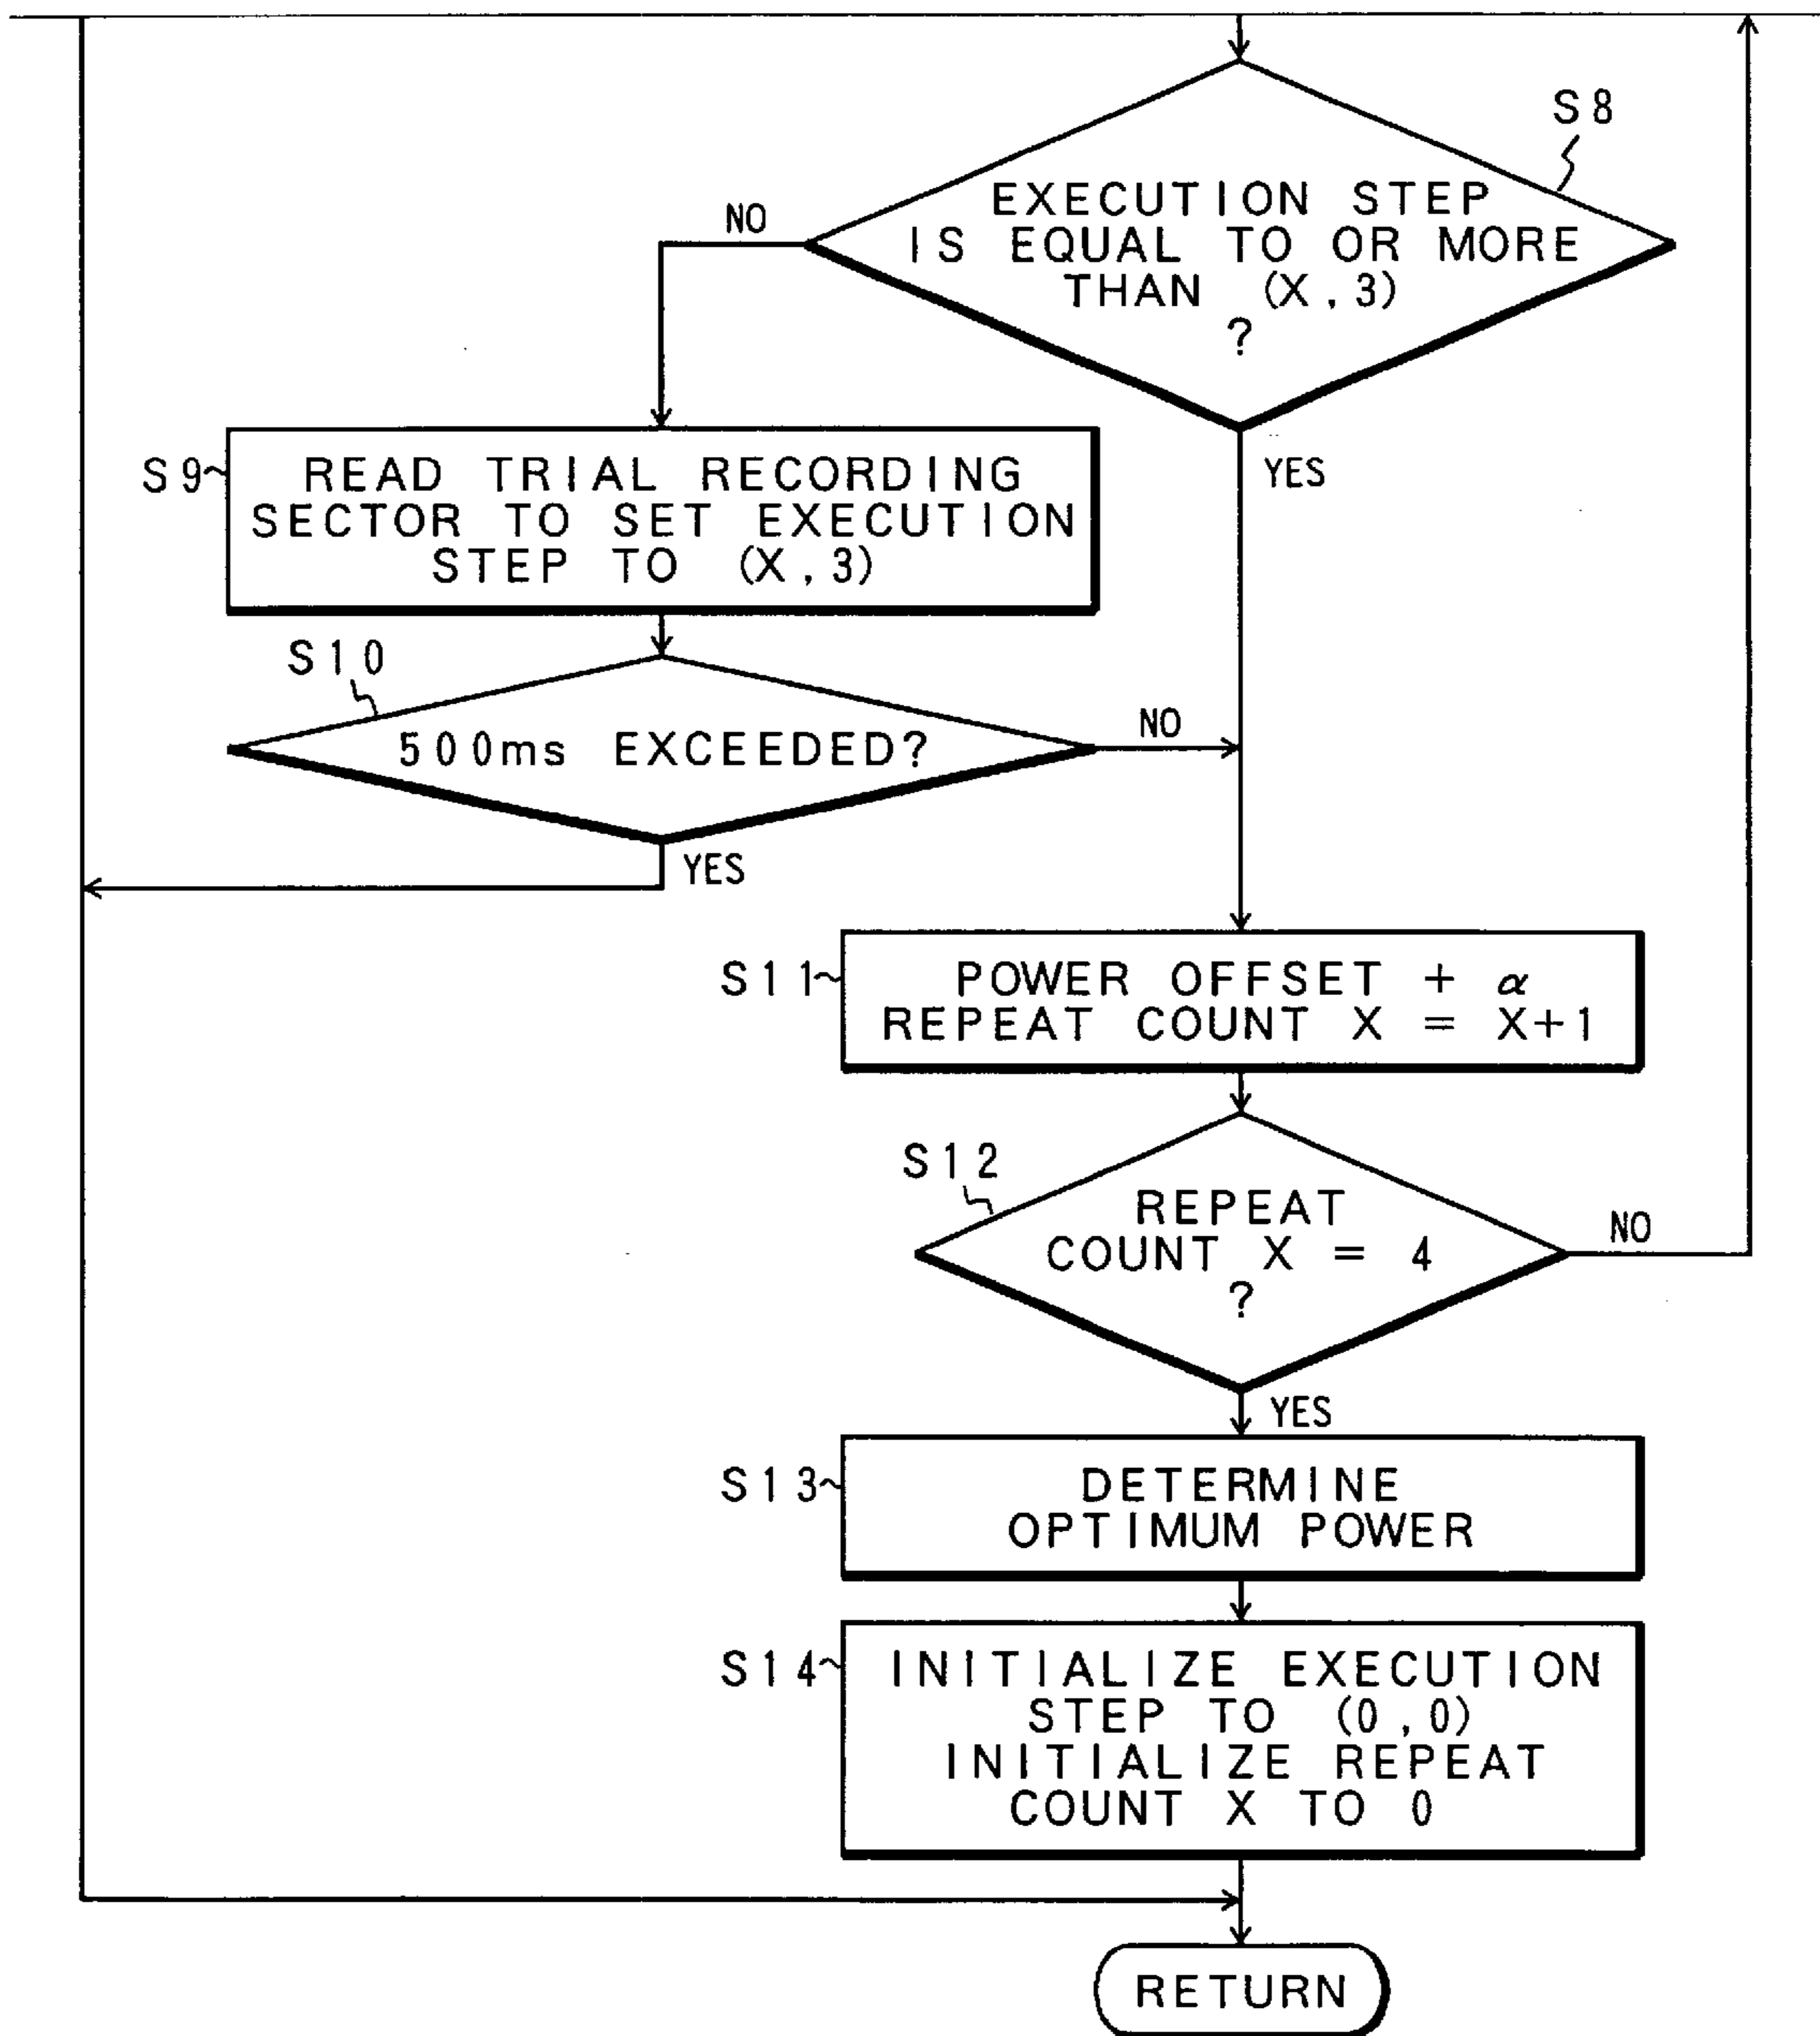 S8
EXECUTION STEP
IS EQUAL TO OR MORE
THAN (X,3)
?
NO
YES
S9
READ TRIAL RECORDING
SECTOR TO SET EXECUTION
STEP TO (X,3)
S10
500ms EXCEEDED?
NO
YES
S11
POWER OFFSET + α
REPEAT COUNT X = X+1
S12
REPEAT
COUNT X = 4
?
NO
YES
S13
DETERMINE
OPTIMUM POWER
S14
INITIALIZE EXECUTION
STEP TO (0,0)
INITIALIZE REPEAT
COUNT X TO 0
RETURN